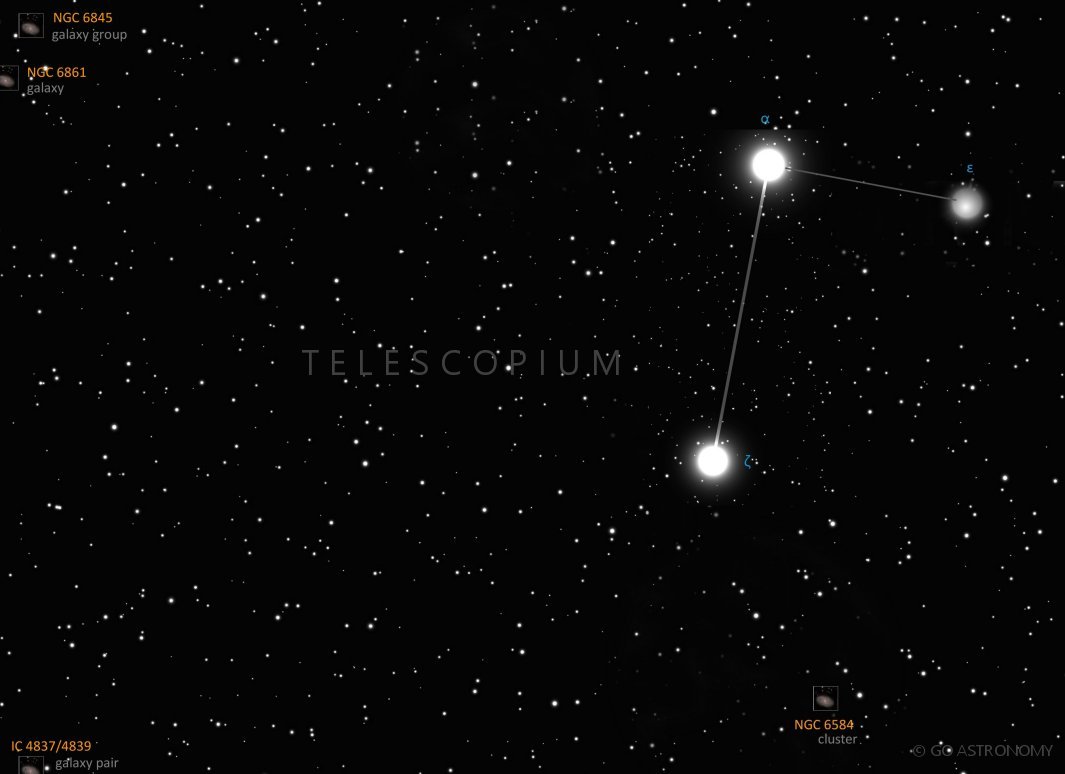 NGC 6845
galaxy group
NGC 6861
galaxy
α
ε
TELESCOPIUM
ζ
NGC 6584
cluster
IC 4837/4839
galaxy pair
© GO ASTRONOMY